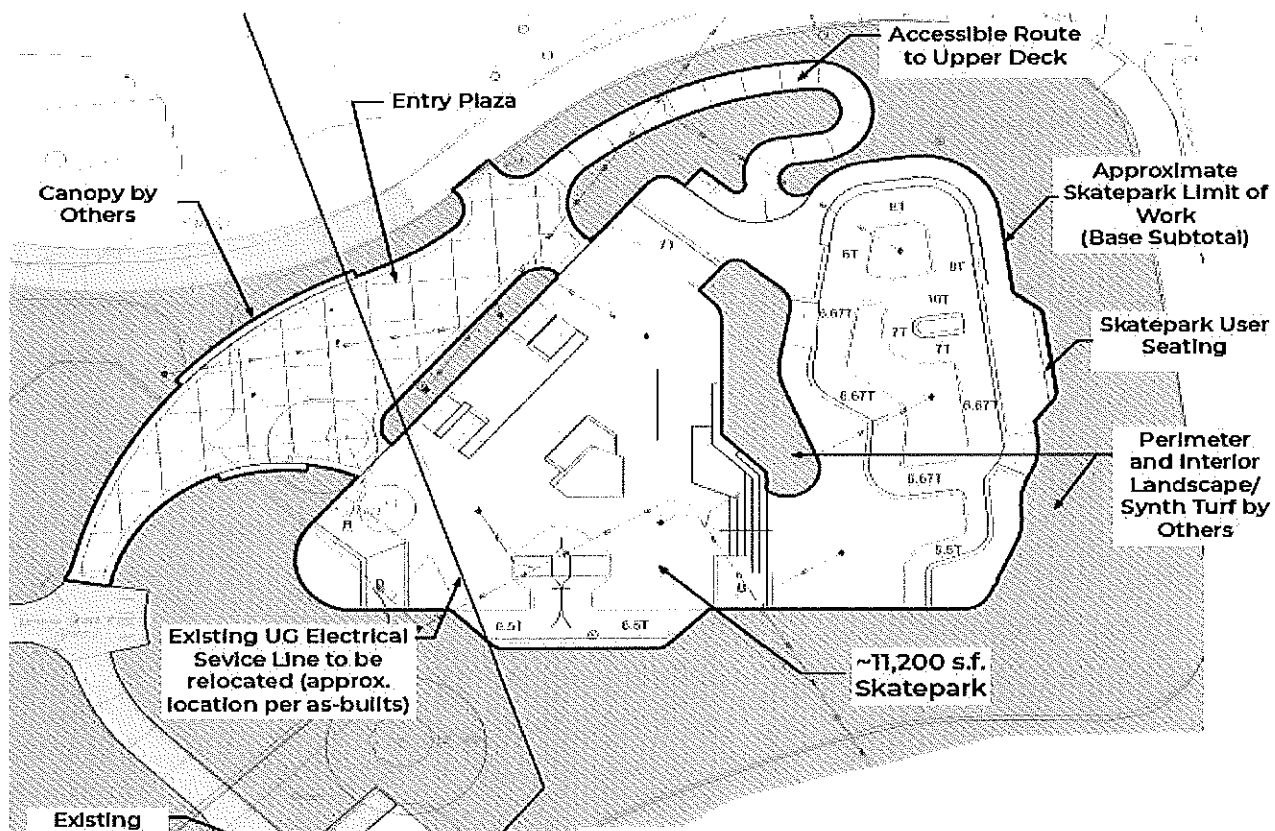 Accessible Route
to Upper Deck
Entry Plaza
Canopy by
Others
Approximate
Skatepark Limit of
Work
(Base Subtotal)
8T
6T
8T
10T
6.67T
7T
7T
Skatepark User
Seating
6.67T
6.67T
Perimeter
and Interior
Landscape/
Synth Turf by
Others
6.67T
6.5T
Existing UG Electrical
Sevice Line to be
relocated (approx.
location per as-builts)
6.5T
6.5T
~11,200 s.f.
Skatepark
Existing